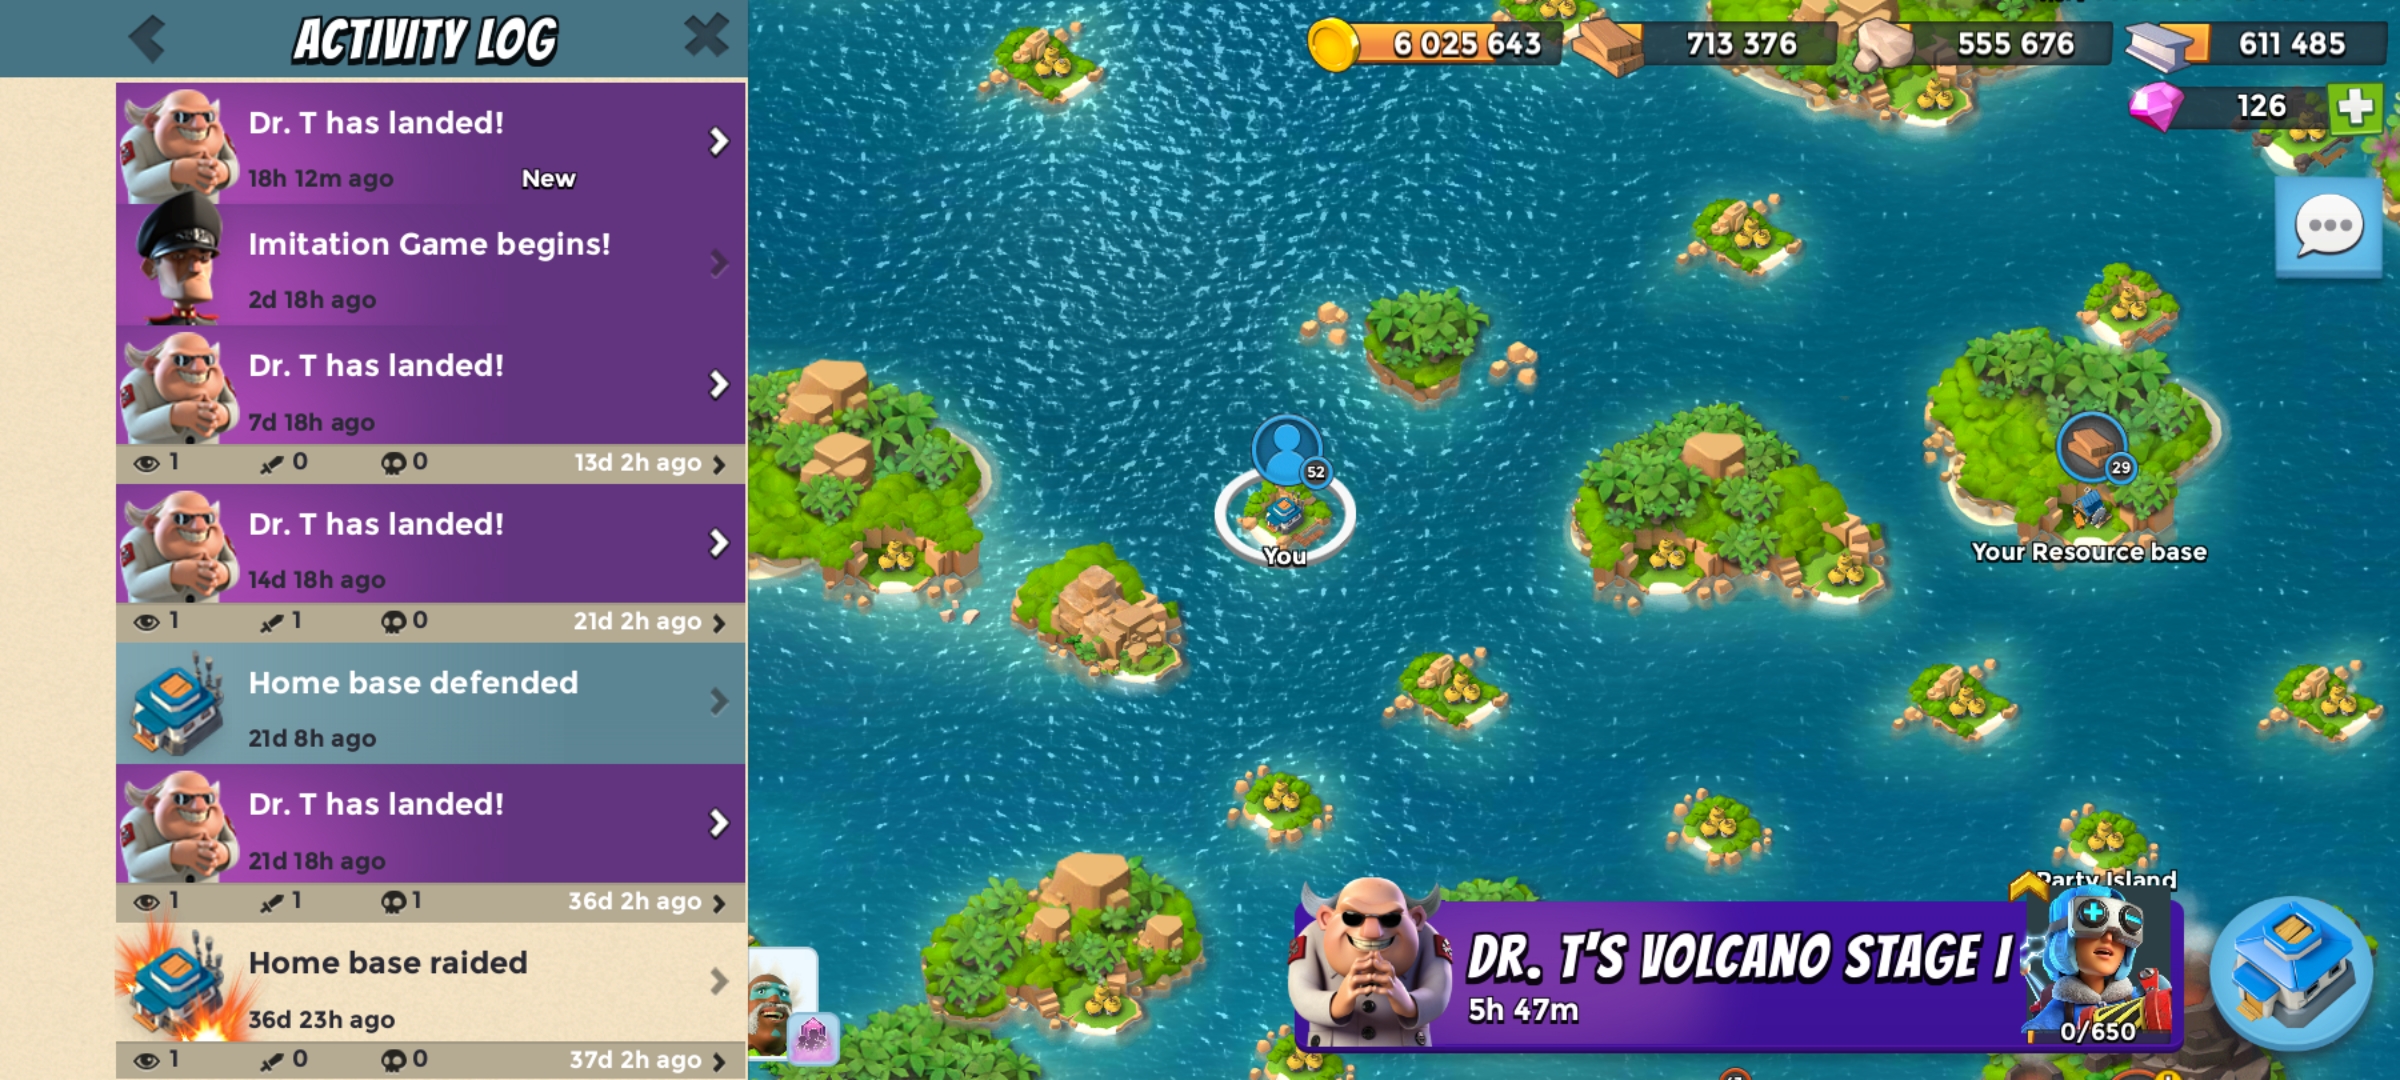 ACTIVITY LOG
Dr. T has landed!
18h 12m ago
New
Imitation Game begins!
2d 18h ago
Dr. T has landed!
7d 18h ago
1 0 0 13d 2h ago
Dr. T has landed!
14d 18h ago
1 1 0 21d 2h ago
Home base defended
21d 8h ago
Dr. T has landed!
21d 18h ago
1 1 1 36d 2h ago
Home base raided
36d 23h ago
1 0 0 37d 2h ago
6 025 643
713 376
555 676
611 485
126
52
You
29
Your Resource base
Party Island
DR. T'S VOLCANO STAGE I
5h 47m
0/650